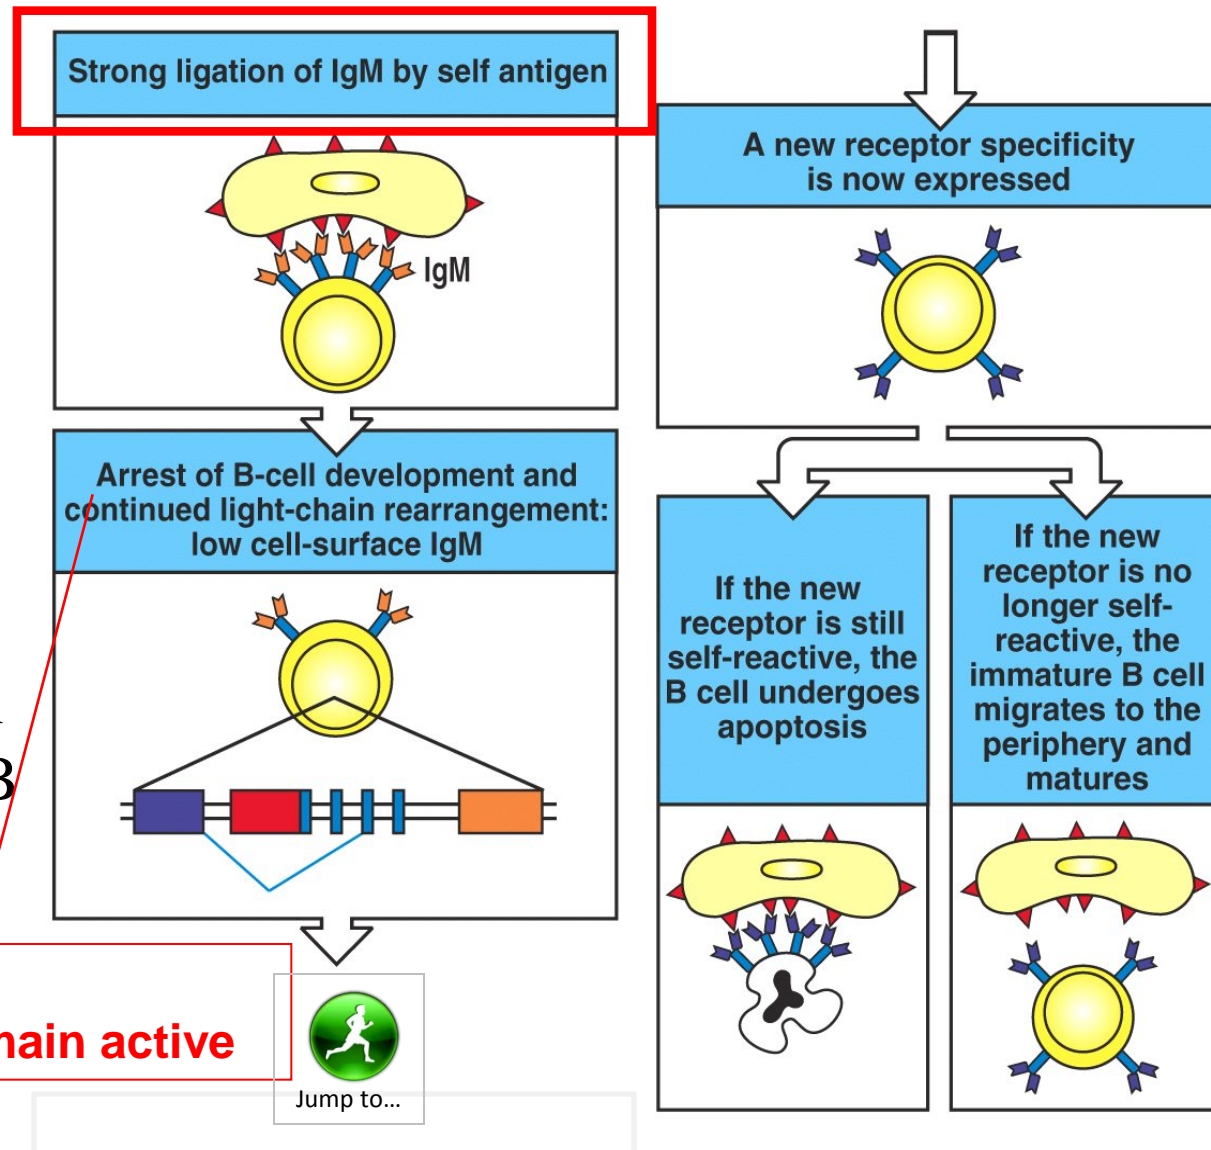 Strong ligation of IgM by self antigen
IgM
Arrest of B-cell development and
continued light-chain rearrangement:
low cell-surface IgM
B
main active
Jump to...
A new receptor specificity
is now expressed
If the new
receptor is still
self-reactive, the
B cell undergoes
apoptosis
If the new
receptor is no
longer self-
reactive, the
immature B cell
migrates to the
periphery and
matures